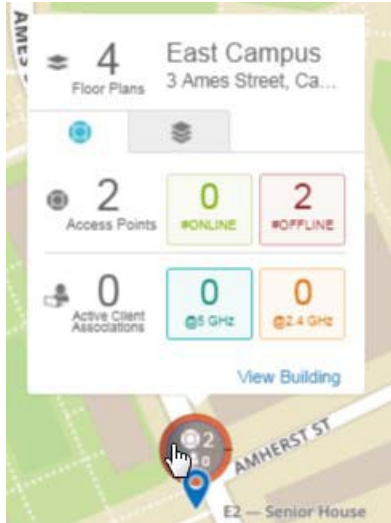 AMES
4
Floor Plans
East Campus
3 Ames Street, Ca...
2
Access Points
0
#ONLINE
2
#OFFLINE
0
Active Client
Associations
0
@5 GHz
0
@2.4 GHz
View Building
2
0
AMHERST ST
E2 — Senior House